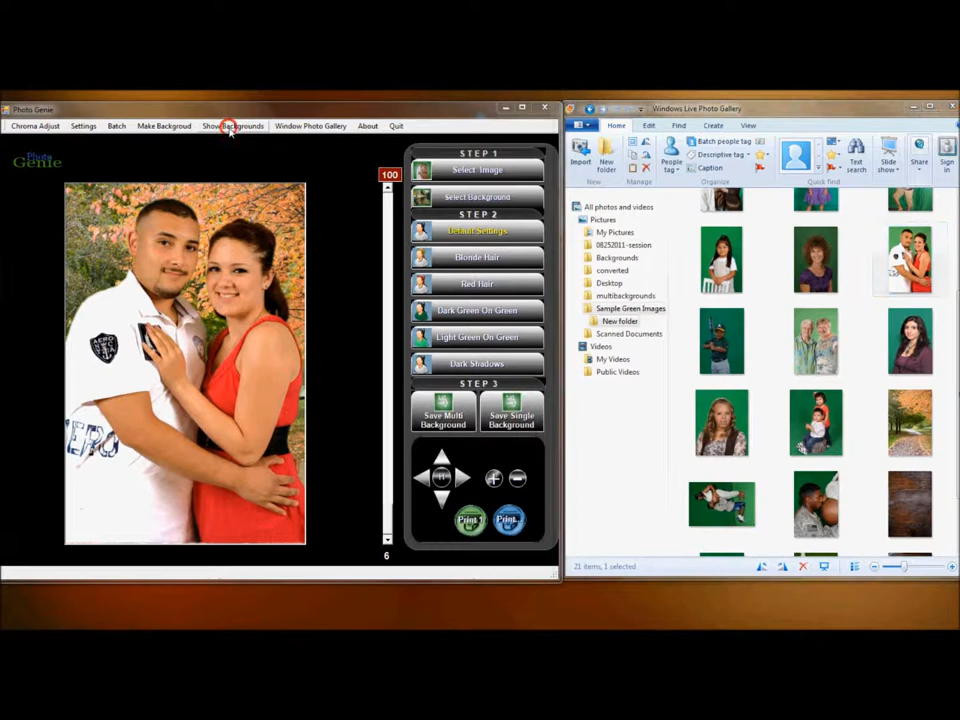 Photo Genie
Chroma Adjust Settings Batch Make Backgroud Show Backgrounds Window Photo Gallery About Quit
Photo
Genie
100
AERO
STEP 1
Select Image
Select Background
STEP 2
Default Settings
Blonde Hair
Red Hair
Dark Green On Green
Light Green On Green
Dark Shadows
STEP 3
Save Multi
Background
Save Single
Background
H
Print 1
Print...
6
Windows Live Photo Gallery
Home Edit Find Create View
Import
New
folder
New
Manage
People
tag
Batch people tag
Descriptive tag
Caption
Organize
Quick find
Text
search
Slide
show
Share
Sign
in
All photos and videos
Pictures
My Pictures
08252011-session
Backgrounds
converted
Desktop
multibackgrounds
Sample Green Images
New folder
Scanned Documents
Videos
My Videos
Public Videos
21 items, 1 selected